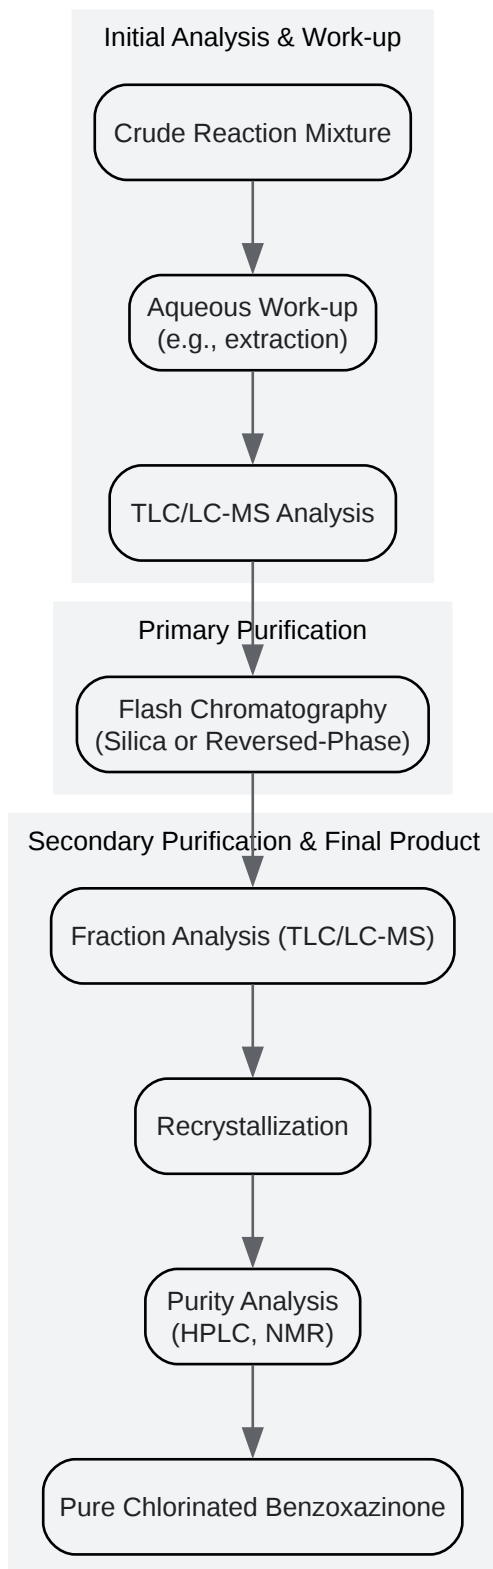 Initial Analysis & Work-up
Crude Reaction Mixture
Aqueous Work-up
(e.g., extraction)
TLC/LC-MS Analysis
Primary Purification
Flash Chromatography
(Silica or Reversed-Phase)
Secondary Purification & Final Product
Fraction Analysis (TLC/LC-MS)
Recrystallization
Purity Analysis
(HPLC, NMR)
Pure Chlorinated Benzoxazinone